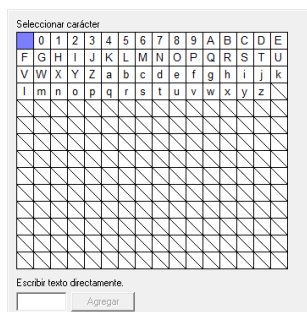 Seleccionar carácter
0 1 2 3 4 5 6 7 8 9 A B C D E
F G H I J K L M N O P Q R S T U
V W X Y Z a b c d e f g h i j k
l m n o p q r s t u v w x y z
Escribir texto directamente.
Agregar